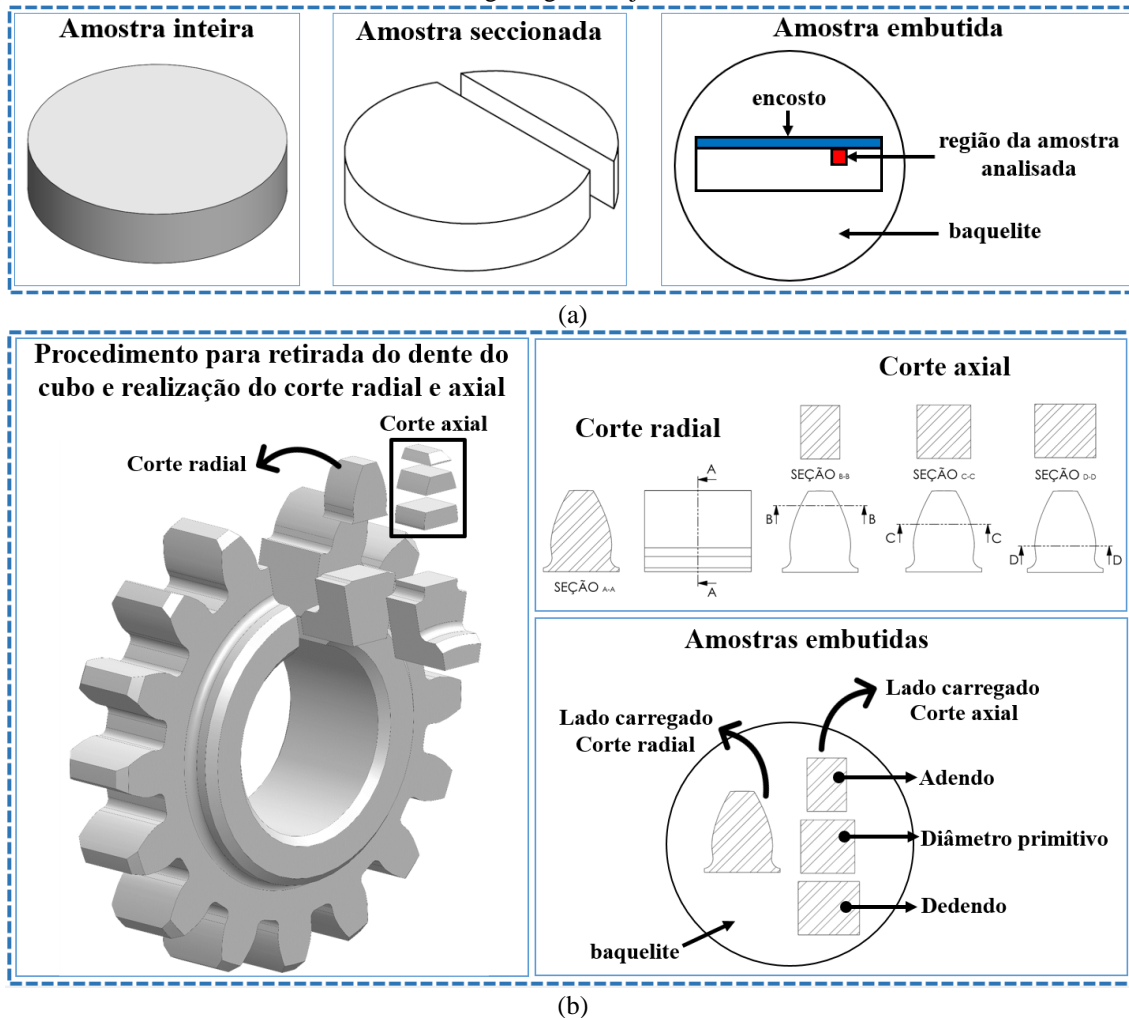 Amostra inteira
Amostra seccionada
Amostra embutida
encosto
região da amostra
analisada
baquelite
(a)
Procedimento para retirada do dente do
cubo e realização do corte radial e axial
Corte axial
Corte radial
Corte axial
Corte radial
SEÇÃO B-B
SEÇÃO C-C
SEÇÃO D-D
A
B
B
C
C
D
D
SEÇÃO A-A
A
Amostras embutidas
Lado carregado
Corte axial
Lado carregado
Corte radial
Adendo
Diâmetro primitivo
Dedendo
baquelite
(b)